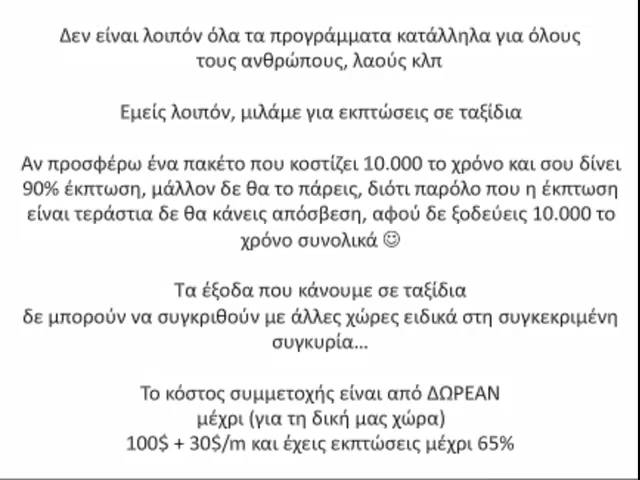 Δεν είναι λοιπόν όλα τα προγράμματα κατάλληλα για όλους
τους ανθρώπους, λαούς κλπ
Εμείς λοιπόν, μιλάμε για εκπτώσεις σε ταξίδια
Αν προσφέρω ένα πακέτο που κοστίζει 10.000 το χρόνο και σου δίνει
90% έκπτωση, μάλλον δε θα το πάρεις, διότι παρόλο που η έκπτωση
είναι τεράστια δε θα κάνεις απόσβεση, αφού δε ξοδεύεις 10.000 το
χρόνο συνολικά ☺
Τα έξοδα που κάνουμε σε ταξίδια
δε μπορούν να συγκριθούν με άλλες χώρες ειδικά στη συγκεκριμένη
συγκυρία...
Το κόστος συμμετοχής είναι από ΔΩΡΕΑΝ
μέχρι (για τη δική μας χώρα)
100$ + 30$/m και έχεις εκπτώσεις μέχρι 65%